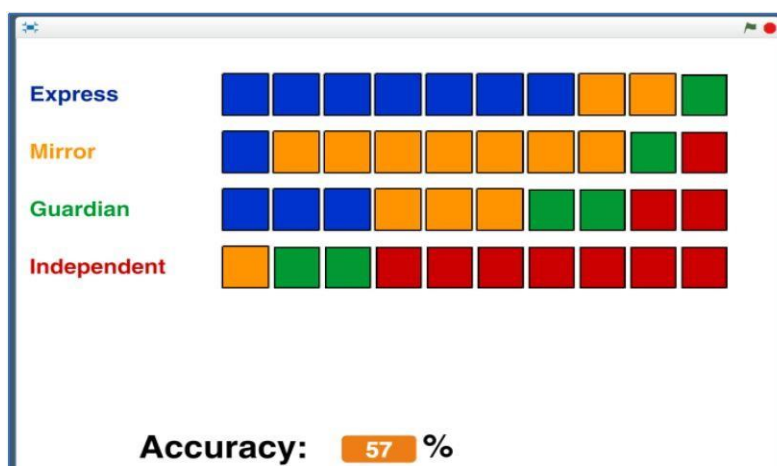 Express
Mirror
Guardian
Independent
Accuracy: 57 %